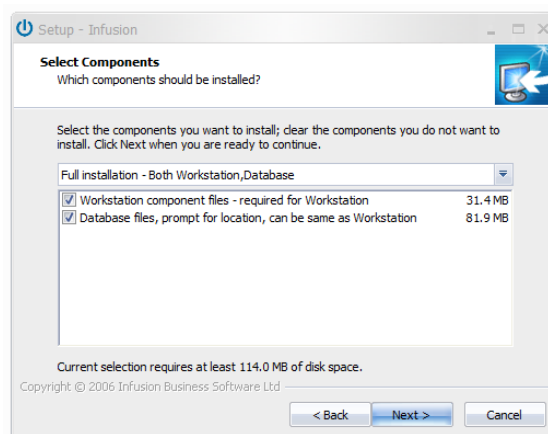 Setup - Infusion
Select Components
Which components should be installed?
Select the components you want to install; clear the components you do not want to
install. Click Next when you are ready to continue.
Full installation - Both Workstation,Database
Workstation component files - required for Workstation 31.4 MB
Database files, prompt for location, can be same as Workstation 81.9 MB
Current selection requires at least 114.0 MB of disk space.
Copyright © 2006 Infusion Business Software Ltd
< Back Next > Cancel